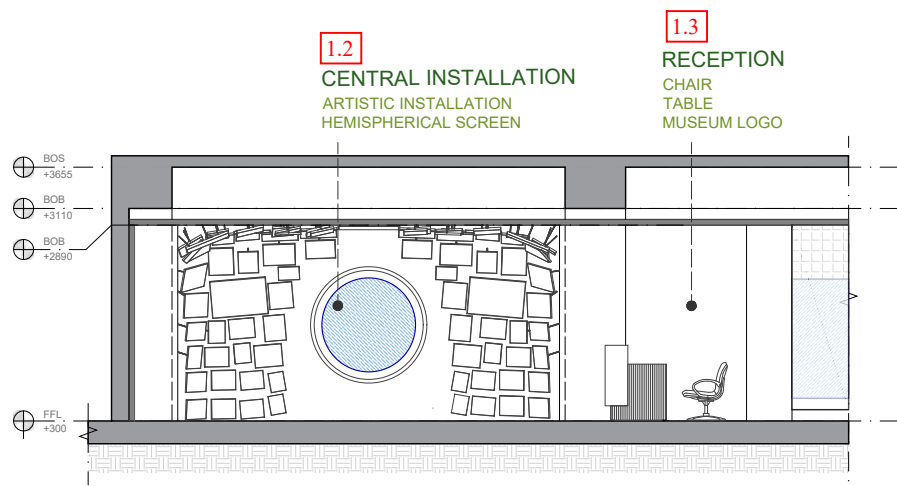 1.2
CENTRAL INSTALLATION
ARTISTIC INSTALLATION
HEMISPHERICAL SCREEN
1.3
RECEPTION
CHAIR
TABLE
MUSEUM LOGO
BOS
+3655
BOB
+3110
BOB
+2890
FFL
+300